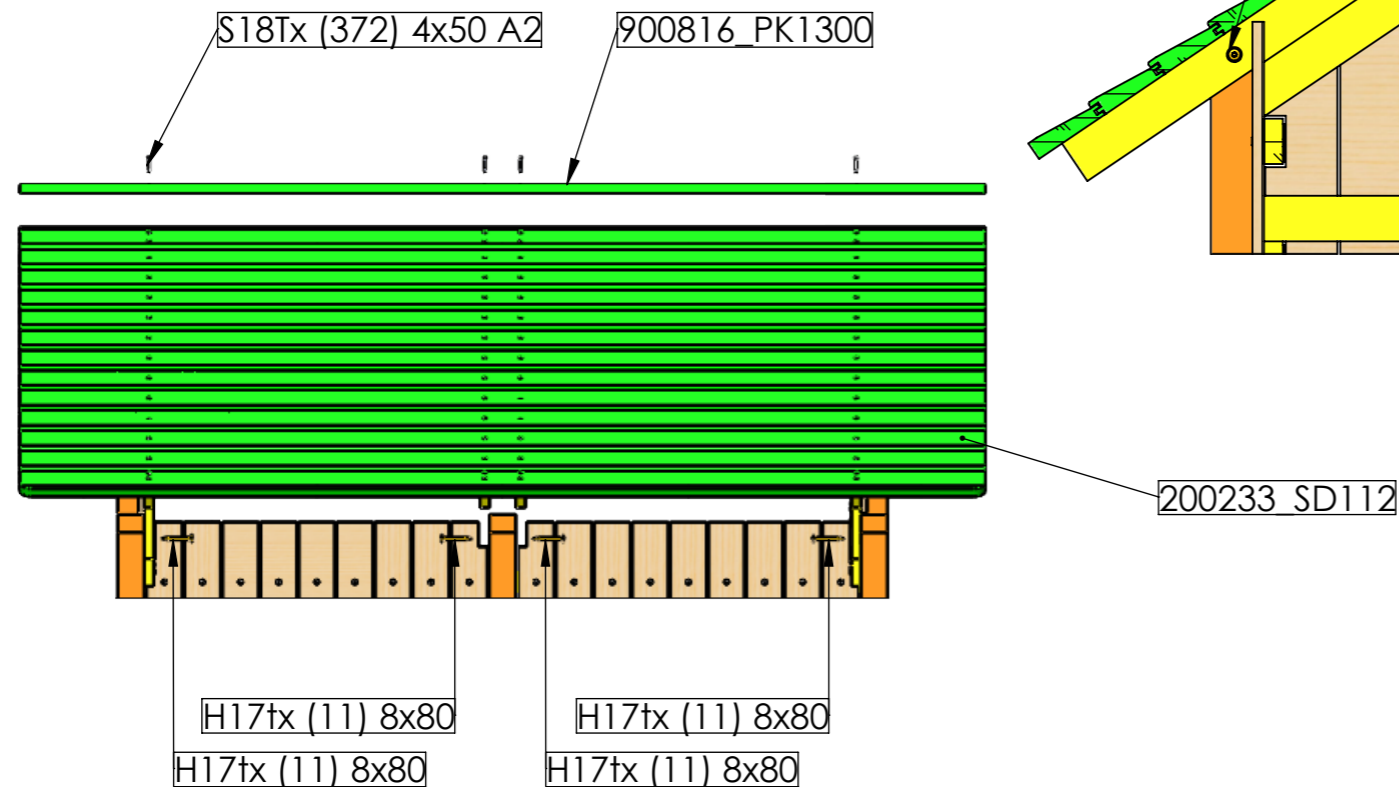 S18Tx (372) 4x50 A2
900816_PK1300
200233_SD112
H17tx (11) 8x80
H17tx (11) 8x80
H17tx (11) 8x80
H17tx (11) 8x80